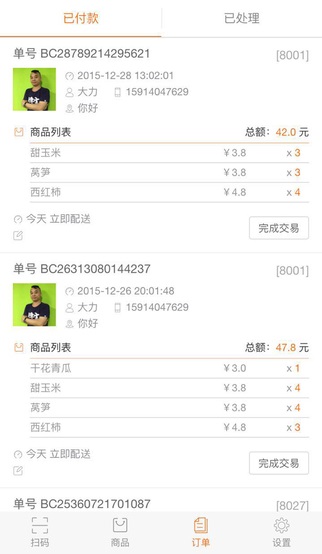 已付款 已处理
单号 BC28789214295621 [8001]
2015-12-28 13:02:01
大力 15914047629
你好
商品列表 总额：42.0 元
甜玉米 ￥3.8 x 3
莴笋 ￥3.8 x 4
西红柿 ￥4.8 x 4
今天 立即配送
完成交易
单号 BC26313080144237 [8001]
2015-12-26 20:01:48
大力 15914047629
你好
商品列表 总额：47.8 元
干花青瓜 ￥3.0 x 1
甜玉米 ￥3.8 x 4
莴笋 ￥3.8 x 4
西红柿 ￥4.8 x 3
今天 立即配送
完成交易
单号 BC25360721701087 [8027]
扫码 商品 订单 设置